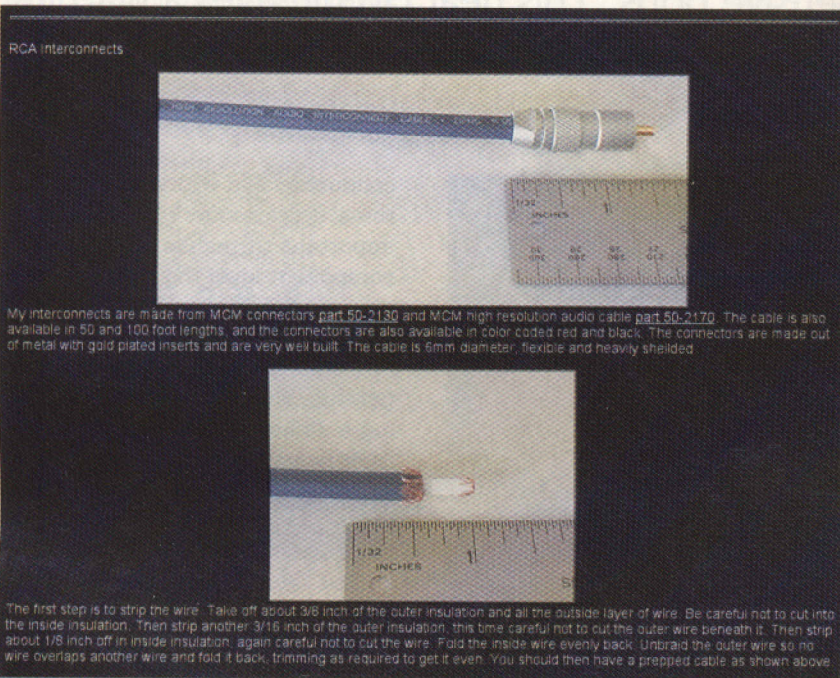 RCA Interconnects
HIGH RESOLUTION AUDIO INTERCONNECT CABLE
1/32
INCHES
1
My interconnects are made from MCM connectors part 50-2130 and MCM high resolution audio cable part 50-2170. The cable is also
available in 50 and 100 foot lengths, and the connectors are also available in color coded red and black. The connectors are made out
of metal with gold plated inserts and are very well built. The cable is 6mm diameter, flexible and heavily sheilded
1/32
INCHES
1
The first step is to strip the wire. Take off about 3/8 inch of the outer insulation and all the outside layer of wire. Be careful not to cut into
the inside insulation. Then strip another 3/16 inch of the outer insulation, this time careful not to cut the outer wire beneath it. Then strip
about 1/8 inch off in inside insulation, again careful not to cut the wire. Fold the inside wire evenly back. Unbraid the outer wire so no
wire overlaps another wire and fold it back, trimming as required to get it even. You should then have a prepped cable as shown above.